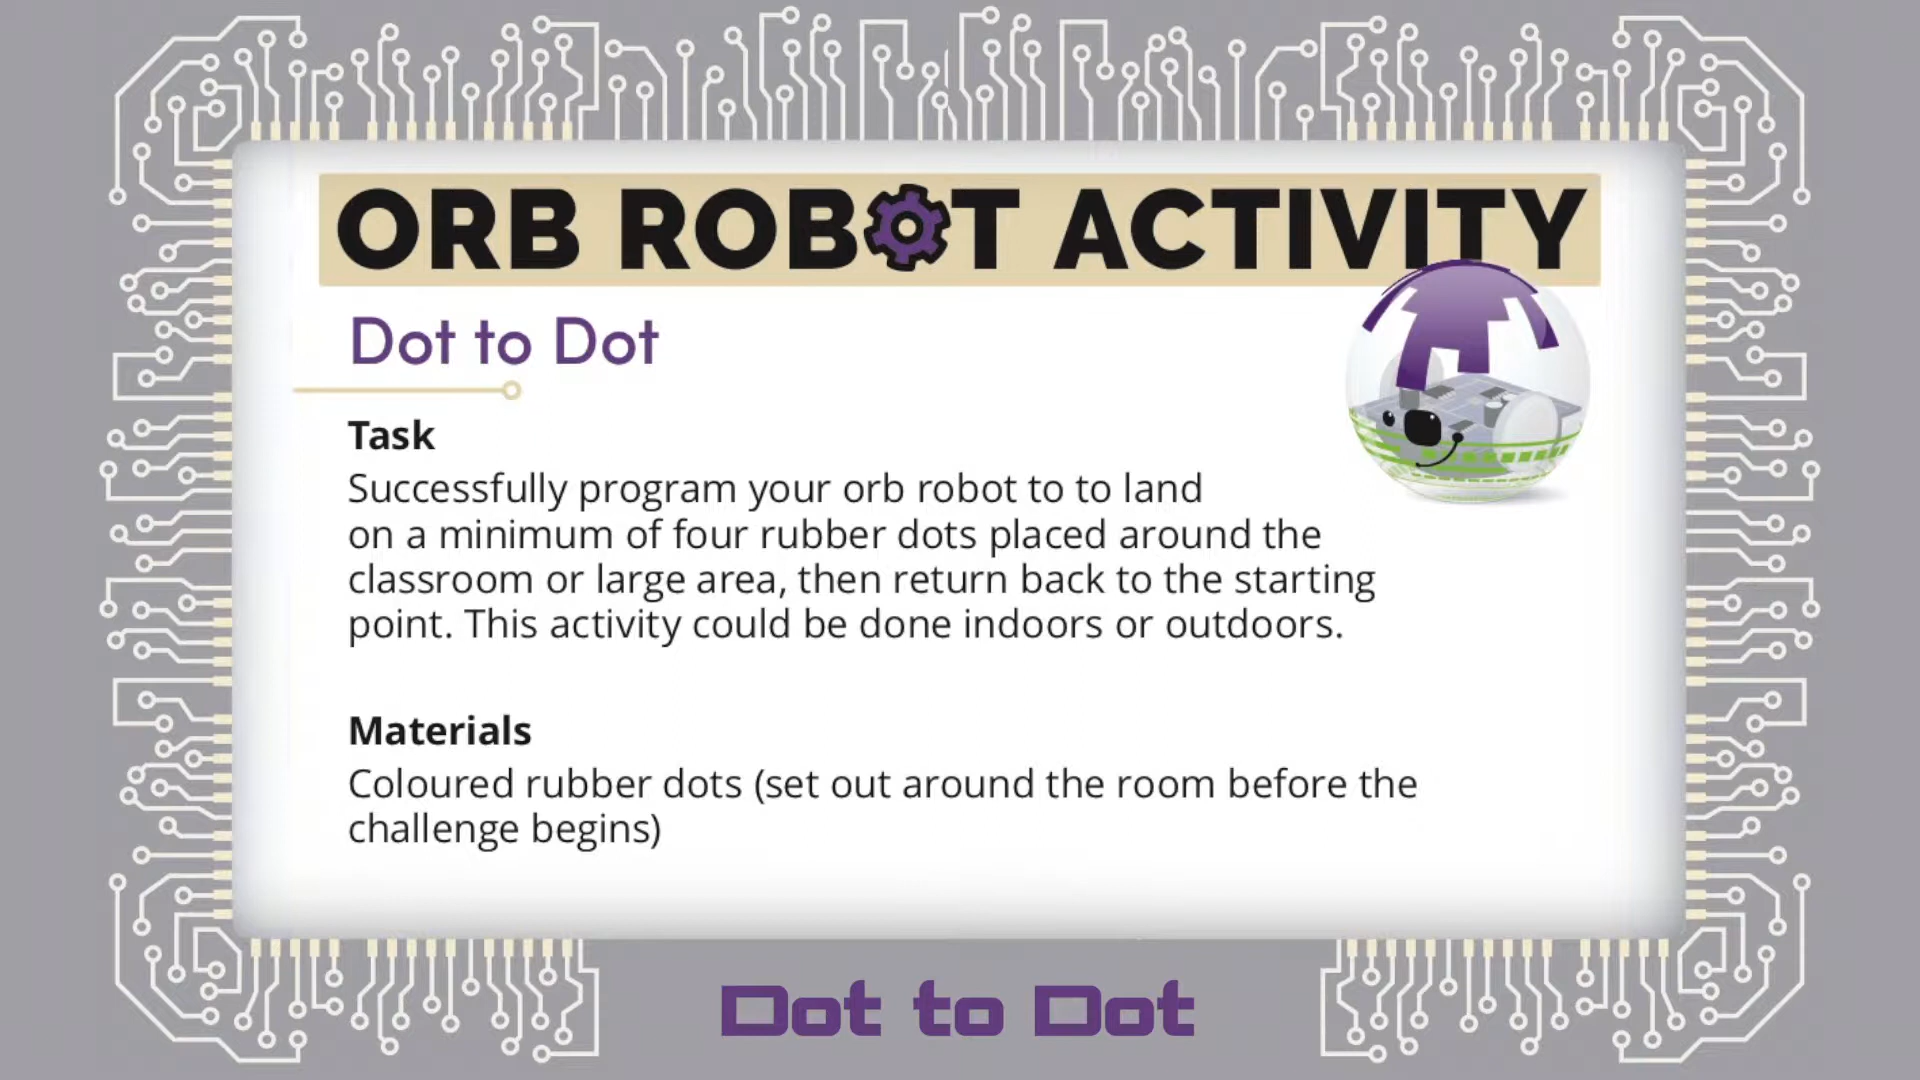 ORB ROBOT ACTIVITY
Dot to Dot
Task
Successfully program your orb robot to to land
on a minimum of four rubber dots placed around the
classroom or large area, then return back to the starting
point. This activity could be done indoors or outdoors.
Materials
Coloured rubber dots (set out around the room before the
challenge begins)
Dot to Dot